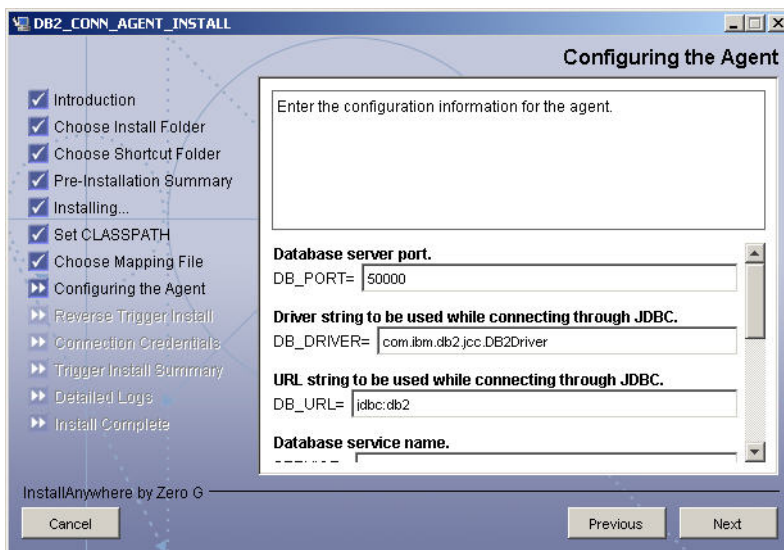 DB2_CONN_AGENT_INSTALL
Configuring the Agent
Introduction
Choose Install Folder
Choose Shortcut Folder
Pre-Installation Summary
Installing...
Set CLASSPATH
Choose Mapping File
Configuring the Agent
Reverse Trigger Install
Connection Credentials
Trigger Install Summary
Detailed Logs
Install Complete
Enter the configuration information for the agent.
Database server port.
DB_PORT= 50000
Driver string to be used while connecting through JDBC.
DB_DRIVER= com.ibm.db2.jcc.DB2Driver
URL string to be used while connecting through JDBC.
DB_URL= jdbc:db2
Database service name.
InstallAnywhere by Zero G
Cancel
Previous
Next